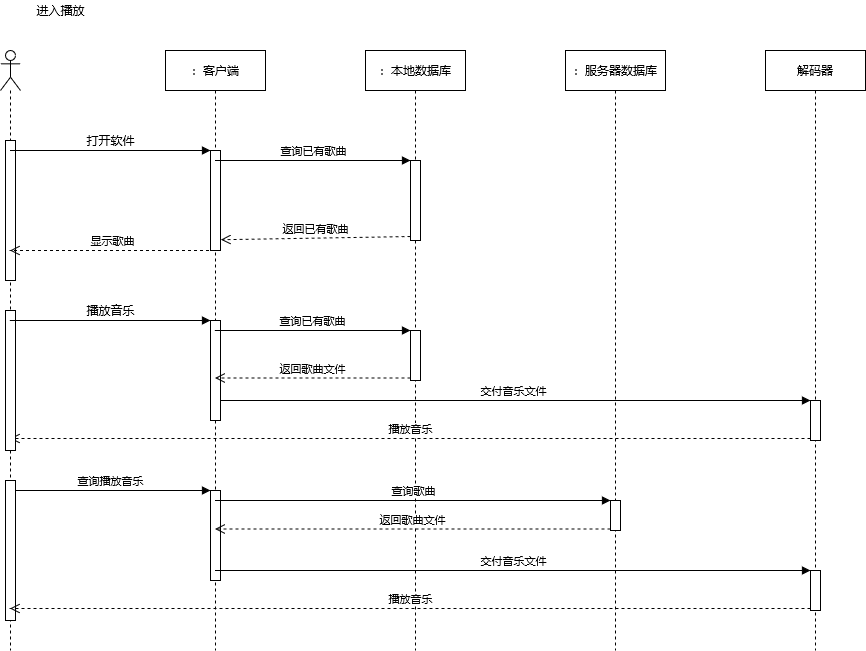 进入播放
：客户端
：本地数据库
：服务器数据库
解码器
打开软件
查询已有歌曲
返回已有歌曲
显示歌曲
播放音乐
查询已有歌曲
返回歌曲文件
交付音乐文件
播放音乐
查询播放音乐
查询歌曲
返回歌曲文件
交付音乐文件
播放音乐